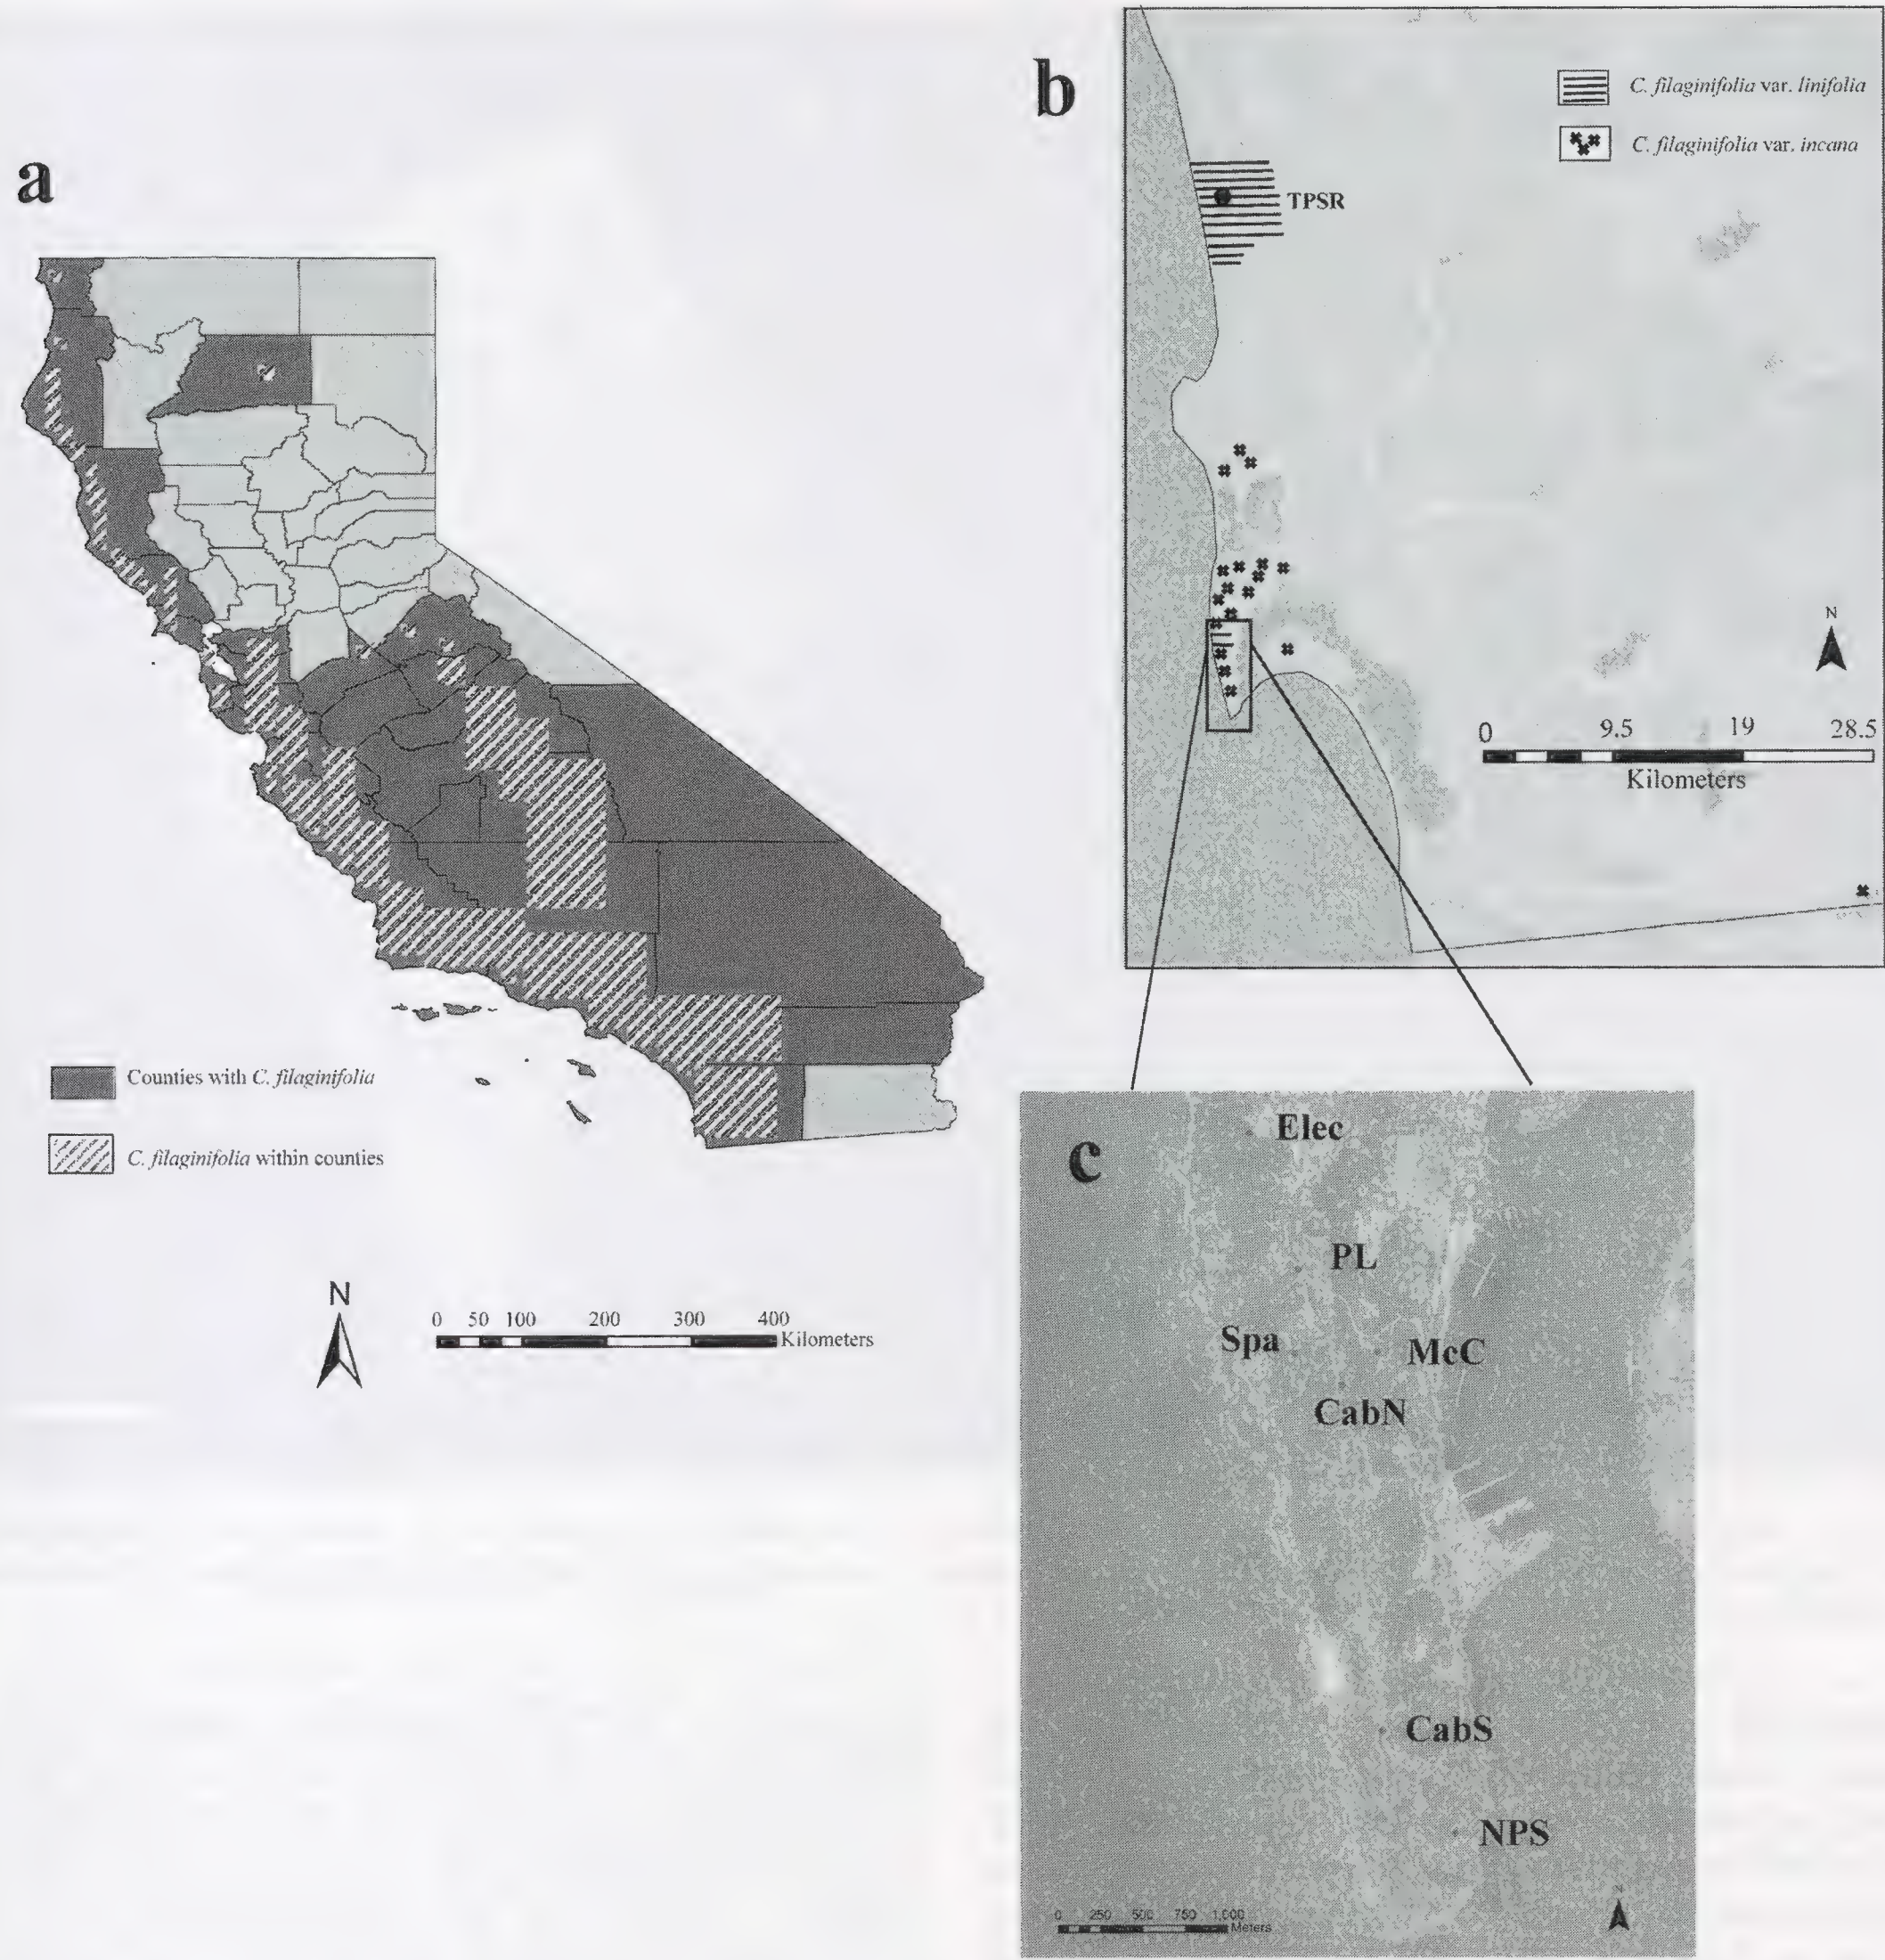 a
Counties with C. filaginifolia
C. filaginifolia within counties
N
0 50 100 200 300 400
Kilometers
b
C. filaginifolia var. linifolia
C. filaginifolia var. incana
TPSR
N
0 9.5 19 28.5
Kilometers
c
Elec
PL
Spa
McC
CabN
CabS
NPS
N
0 250 500 750 1,000
Meters